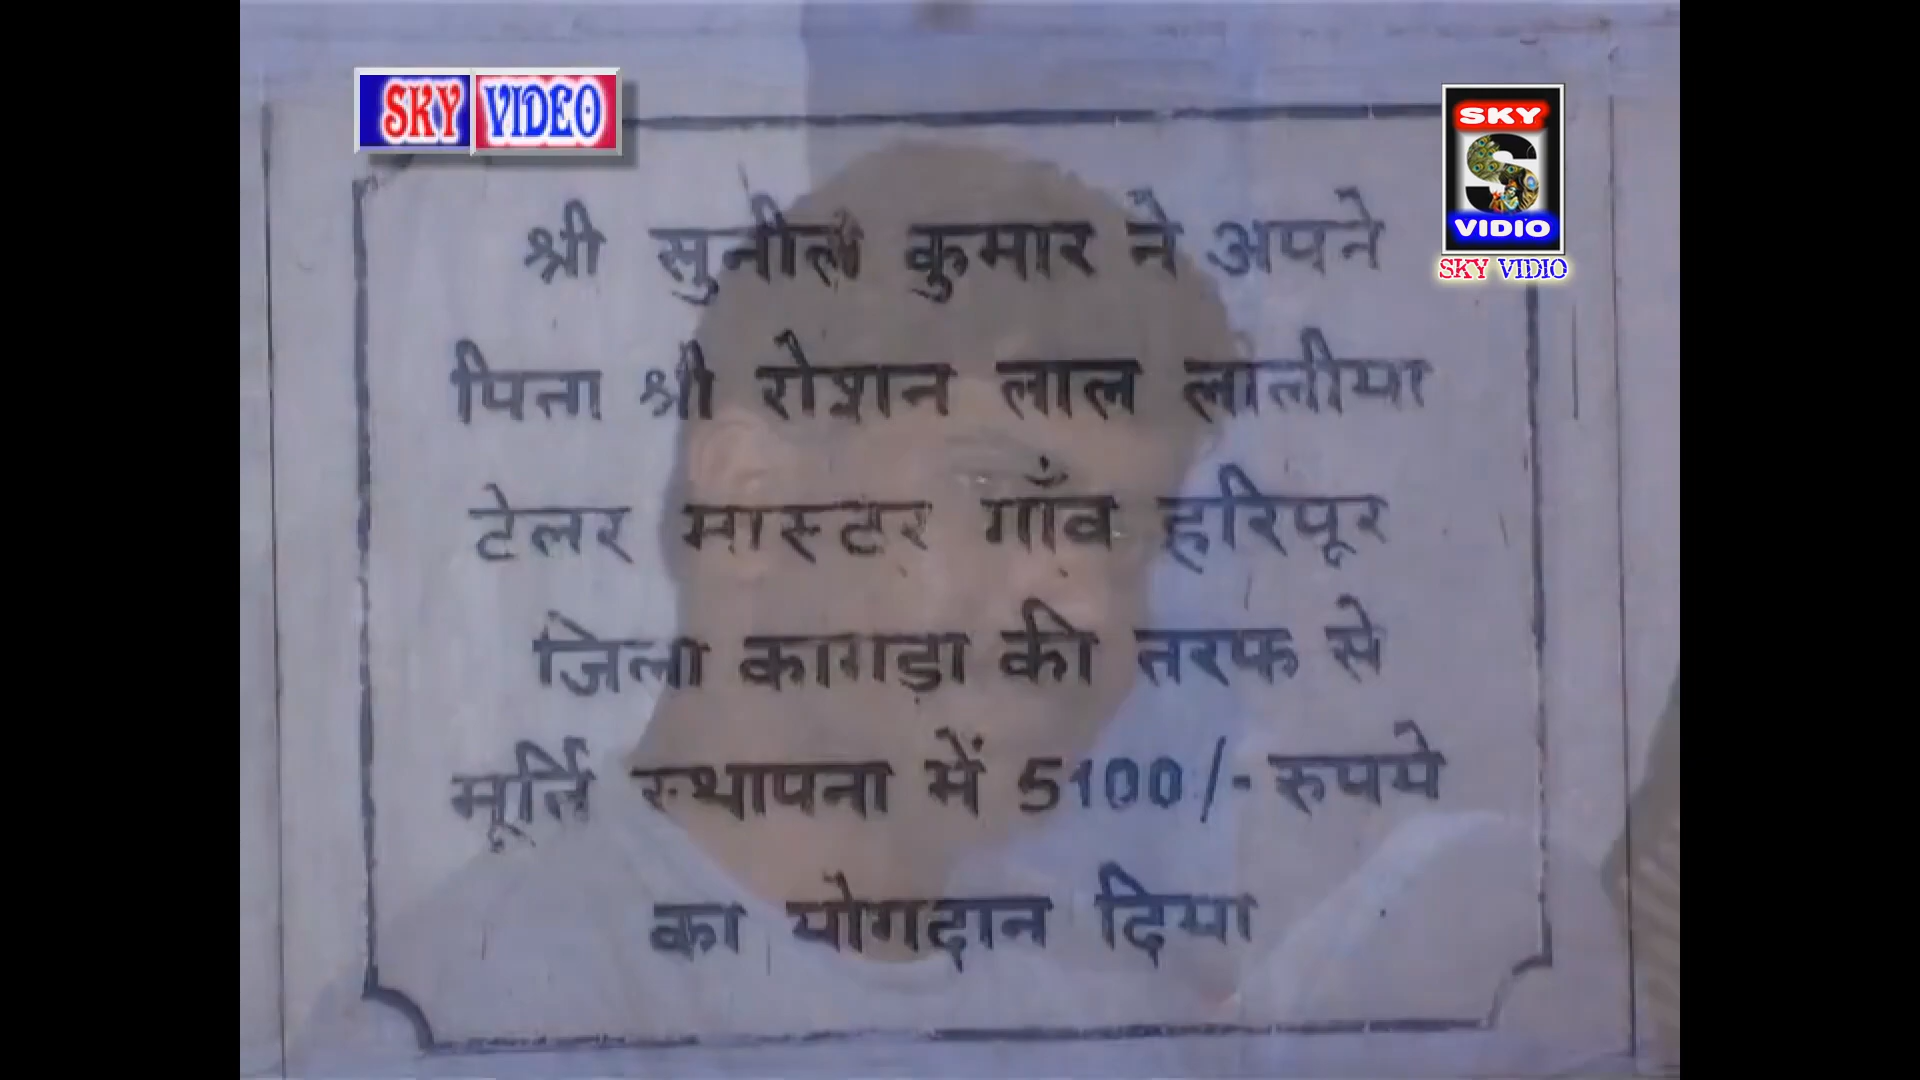 SKY VIDEO
SKY
VIDIO
SKY VIDIO
श्री सुनील कुमार ने अपने
पिता श्री रोशन लाल लालीया
टेलर मास्टर गाँव हरिपूर
जिला कागड़ा की तरफ से
मूर्ति स्थापना में 5100/- रुपये
का योगदान दिया